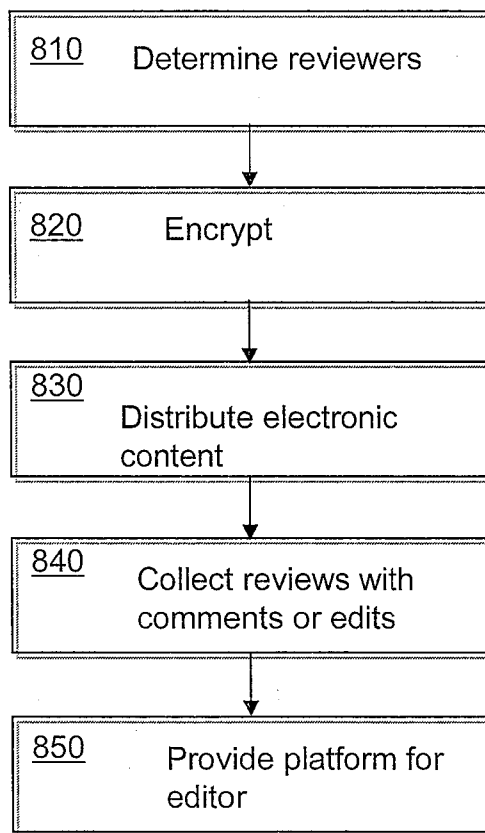 810 Determine reviewers
820 Encrypt
830
Distribute electronic
content
840
Collect reviews with
comments or edits
850
Provide platform for
editor